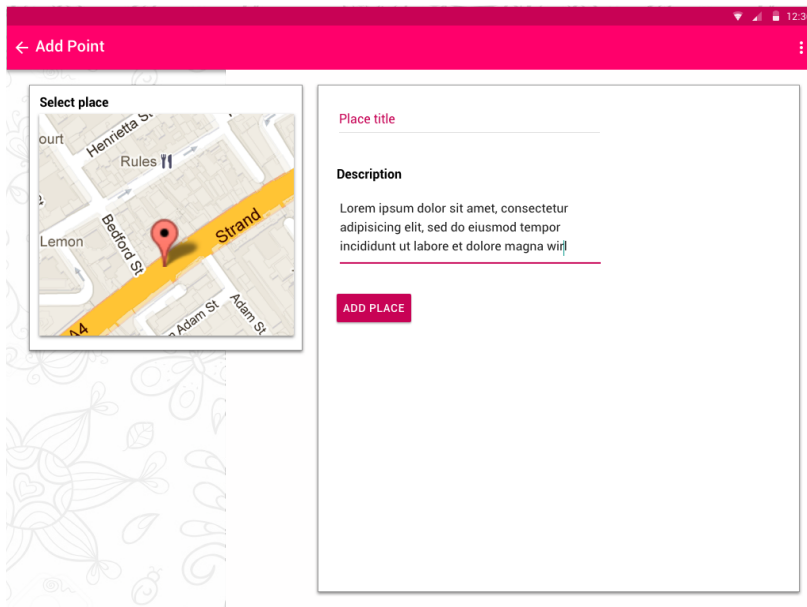 12:30
Add Point
Select place
Henrietta St
ourt
Rules
Lemon
Bedford St
Strand
Adam St
Adam St
A4
Place title
Description
Lorem ipsum dolor sit amet, consectetur
adipisicing elit, sed do eiusmod tempor
incididunt ut labore et dolore magna wirl
ADD PLACE